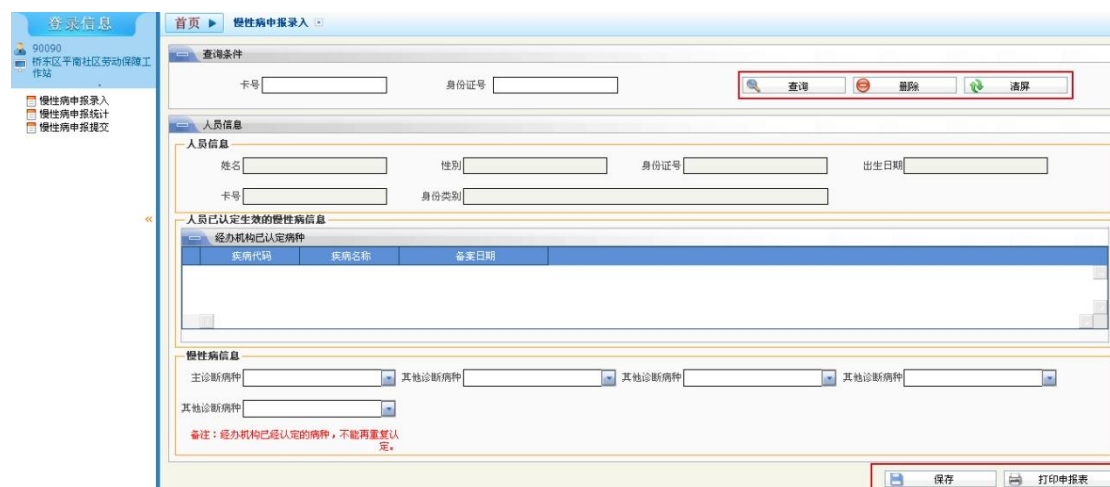 登录信息
首页 慢性病申报录入
90090
桥东区平南社区劳动保障工
作站
慢性病申报录入
慢性病申报统计
慢性病申报提交
查询条件
卡号 身份证号 查询 删除 清屏
人员信息
人员信息
姓名 性别 身份证号 出生日期
卡号 身份类别
人员已认定生效的慢性病信息
经办机构已认定病种
疾病代码 疾病名称 备案日期
慢性病信息
主诊断病种 其他诊断病种 其他诊断病种 其他诊断病种
其他诊断病种
备注：经办机构已经认定的病种，不能再重复认
定。
保存 打印申报表